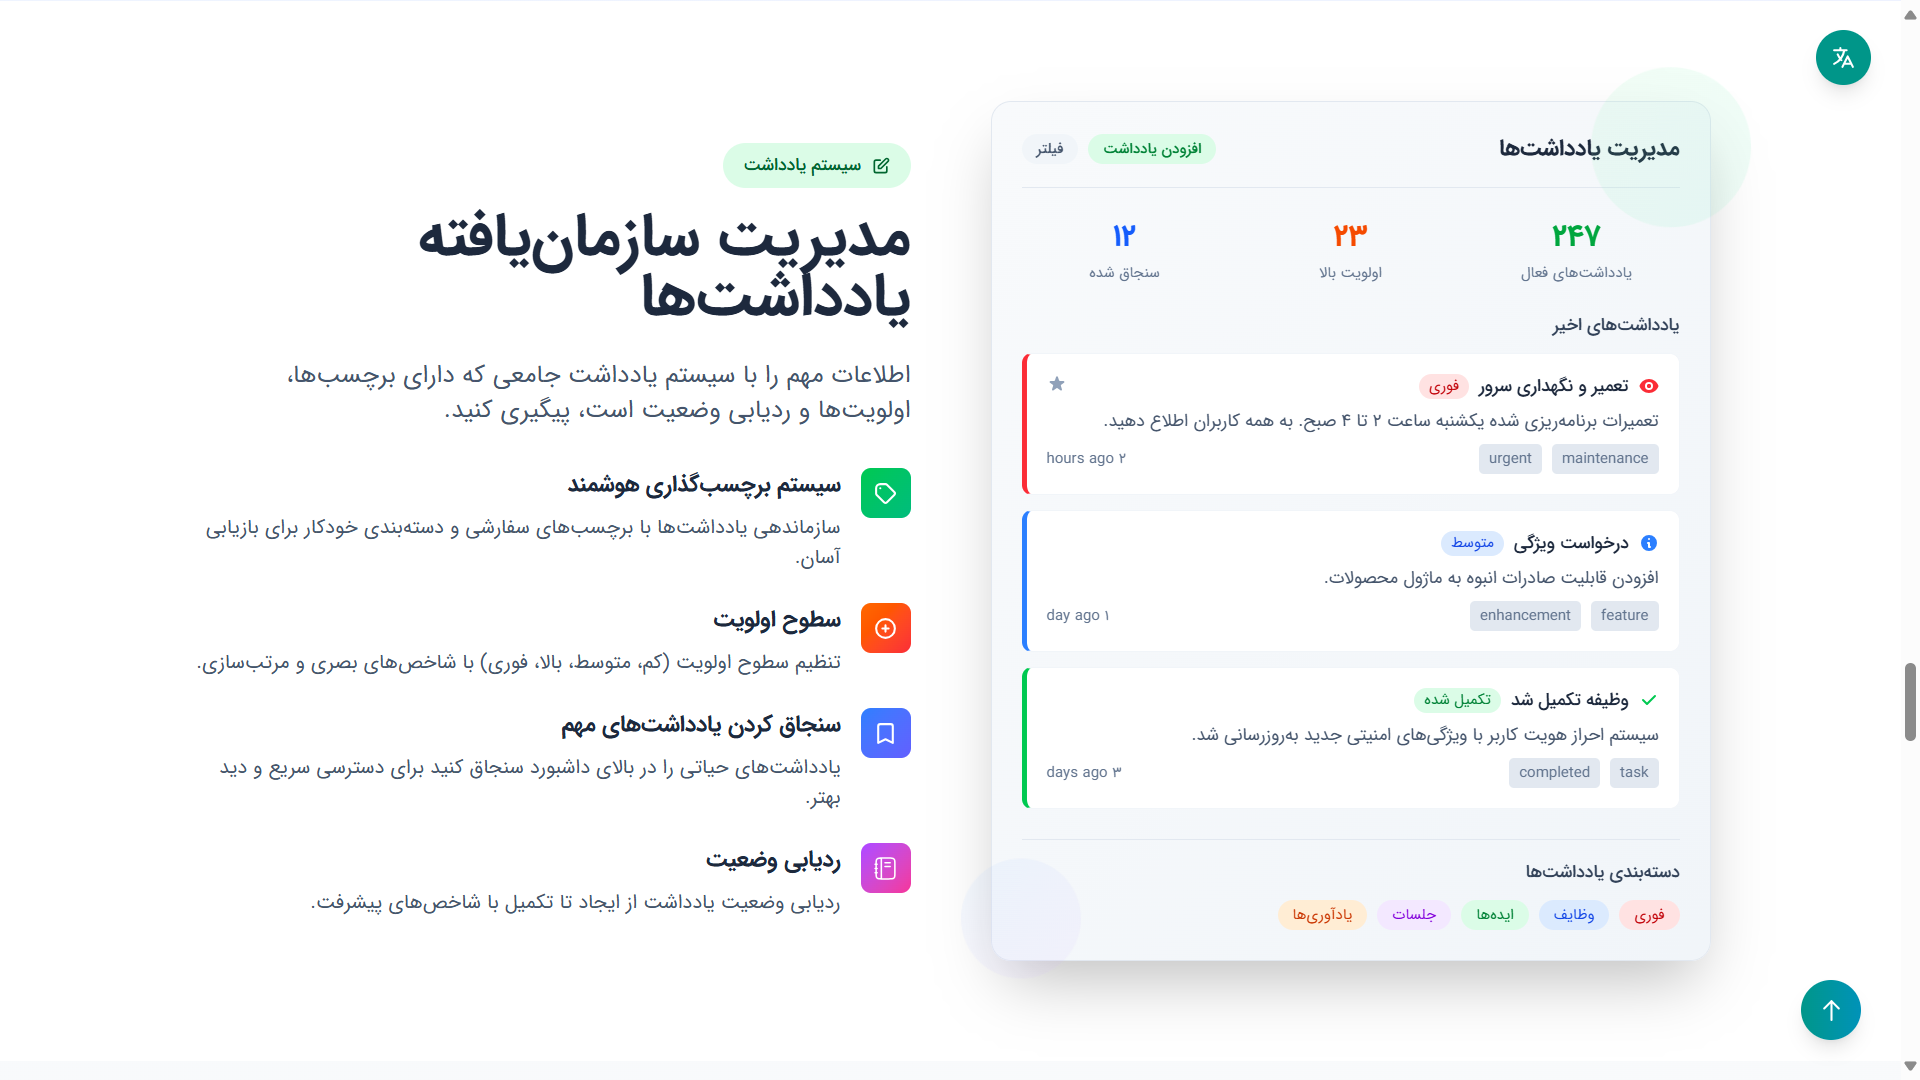 مدیریت یادداشت‌ها
افزودن یادداشت
فیلتر
۲۴۷
یادداشت‌های فعال
۲۳
اولویت بالا
۱۲
سنجاق شده
یادداشت‌های اخیر
تعمیر و نگهداری سرور فوری
تعمیرات برنامه‌ریزی شده یکشنبه ساعت ۲ تا ۴ صبح. به همه کاربران اطلاع دهید.
maintenance urgent
۲ hours ago
درخواست ویژگی متوسط
افزودن قابلیت صادرات انبوه به ماژول محصولات.
feature enhancement
۱ day ago
وظیفه تکمیل شد تکمیل شده
سیستم احراز هویت کاربر با ویژگی‌های امنیتی جدید به‌روزرسانی شد.
task completed
۳ days ago
دسته‌بندی یادداشت‌ها
فوری وظایف ایده‌ها جلسات یادآوری‌ها
سیستم یادداشت
مدیریت سازمان‌یافته
یادداشت‌ها
اطلاعات مهم را با سیستم یادداشت جامعی که دارای برچسب‌ها،
اولویت‌ها و ردیابی وضعیت است، پیگیری کنید.
سیستم برچسب‌گذاری هوشمند
سازماندهی یادداشت‌ها با برچسب‌های سفارشی و دسته‌بندی خودکار برای بازیابی
آسان.
سطوح اولویت
تنظیم سطوح اولویت (کم، متوسط، بالا، فوری) با شاخص‌های بصری و مرتب‌سازی.
سنجاق کردن یادداشت‌های مهم
یادداشت‌های حیاتی را در بالای داشبورد سنجاق کنید برای دسترسی سریع و دید
بهتر.
ردیابی وضعیت
ردیابی وضعیت یادداشت از ایجاد تا تکمیل با شاخص‌های پیشرفت.